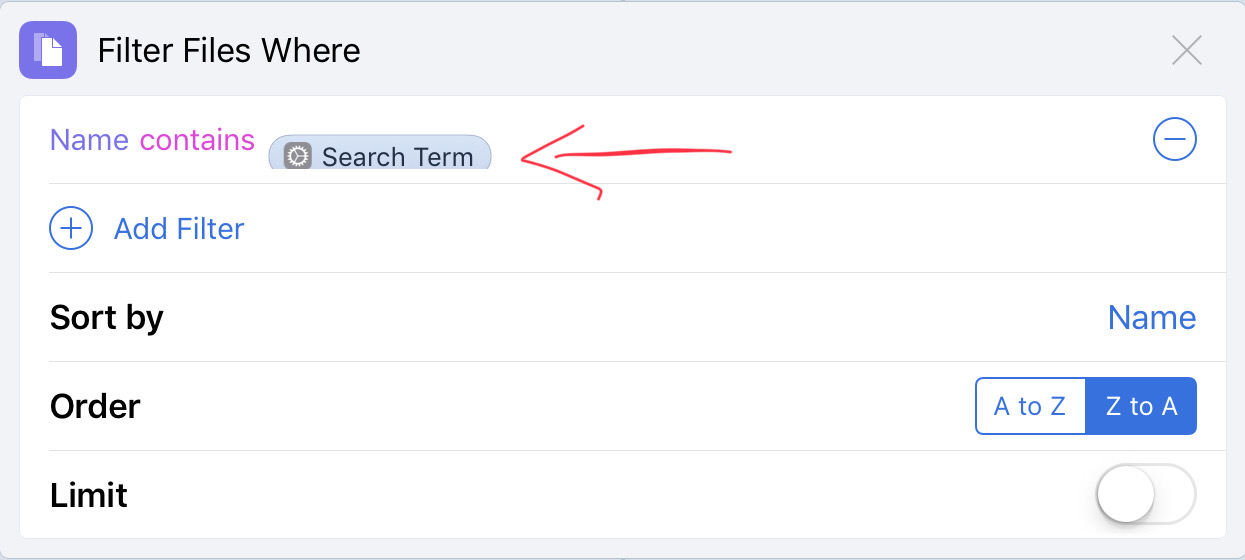 Filter Files Where
Name contains Search Term
Add Filter
Sort by Name
Order A to Z Z to A
Limit